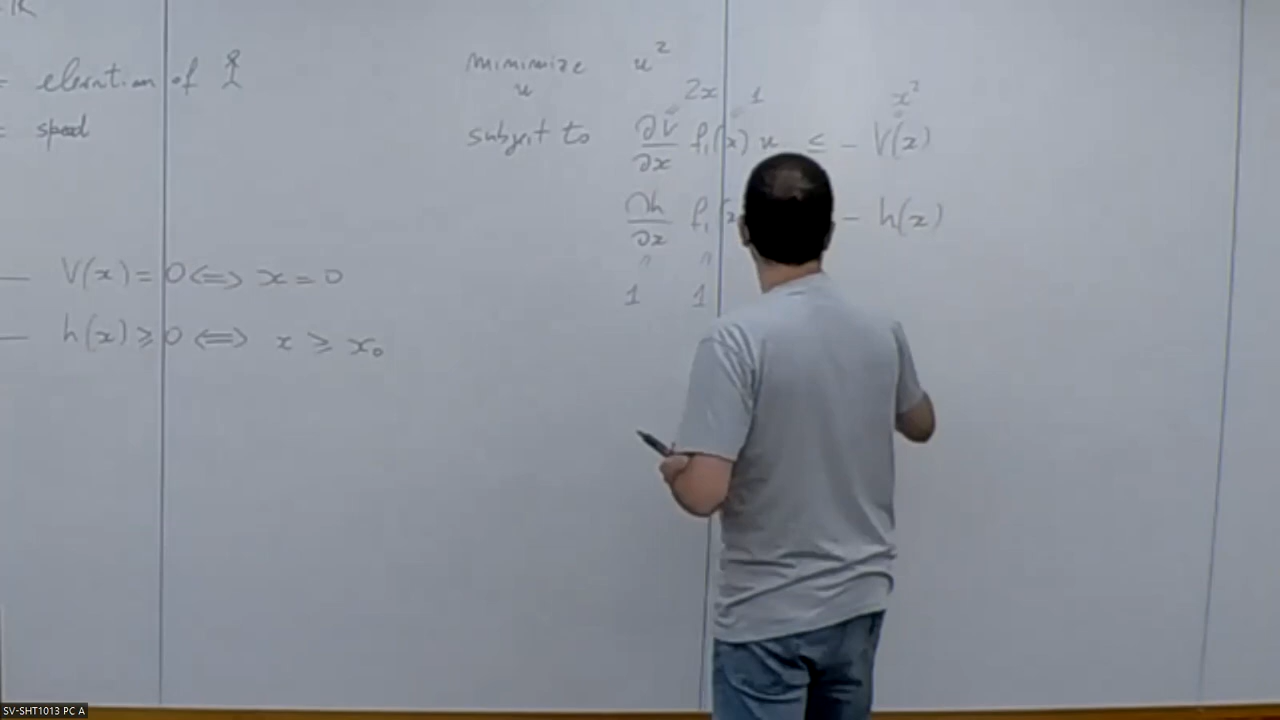 = elevation of
= speed
— V(x) = 0 ⟺ x = 0
— h(x) ⩾ 0 ⟺ x ⩾ x₀
minimize u²
u
2x 1 x²
subject to ∂V/∂x f₁(x) u ≤ - V(x)
∂h/∂x f₁(x - h(x)
1 1
SV-SHT1013 PC A